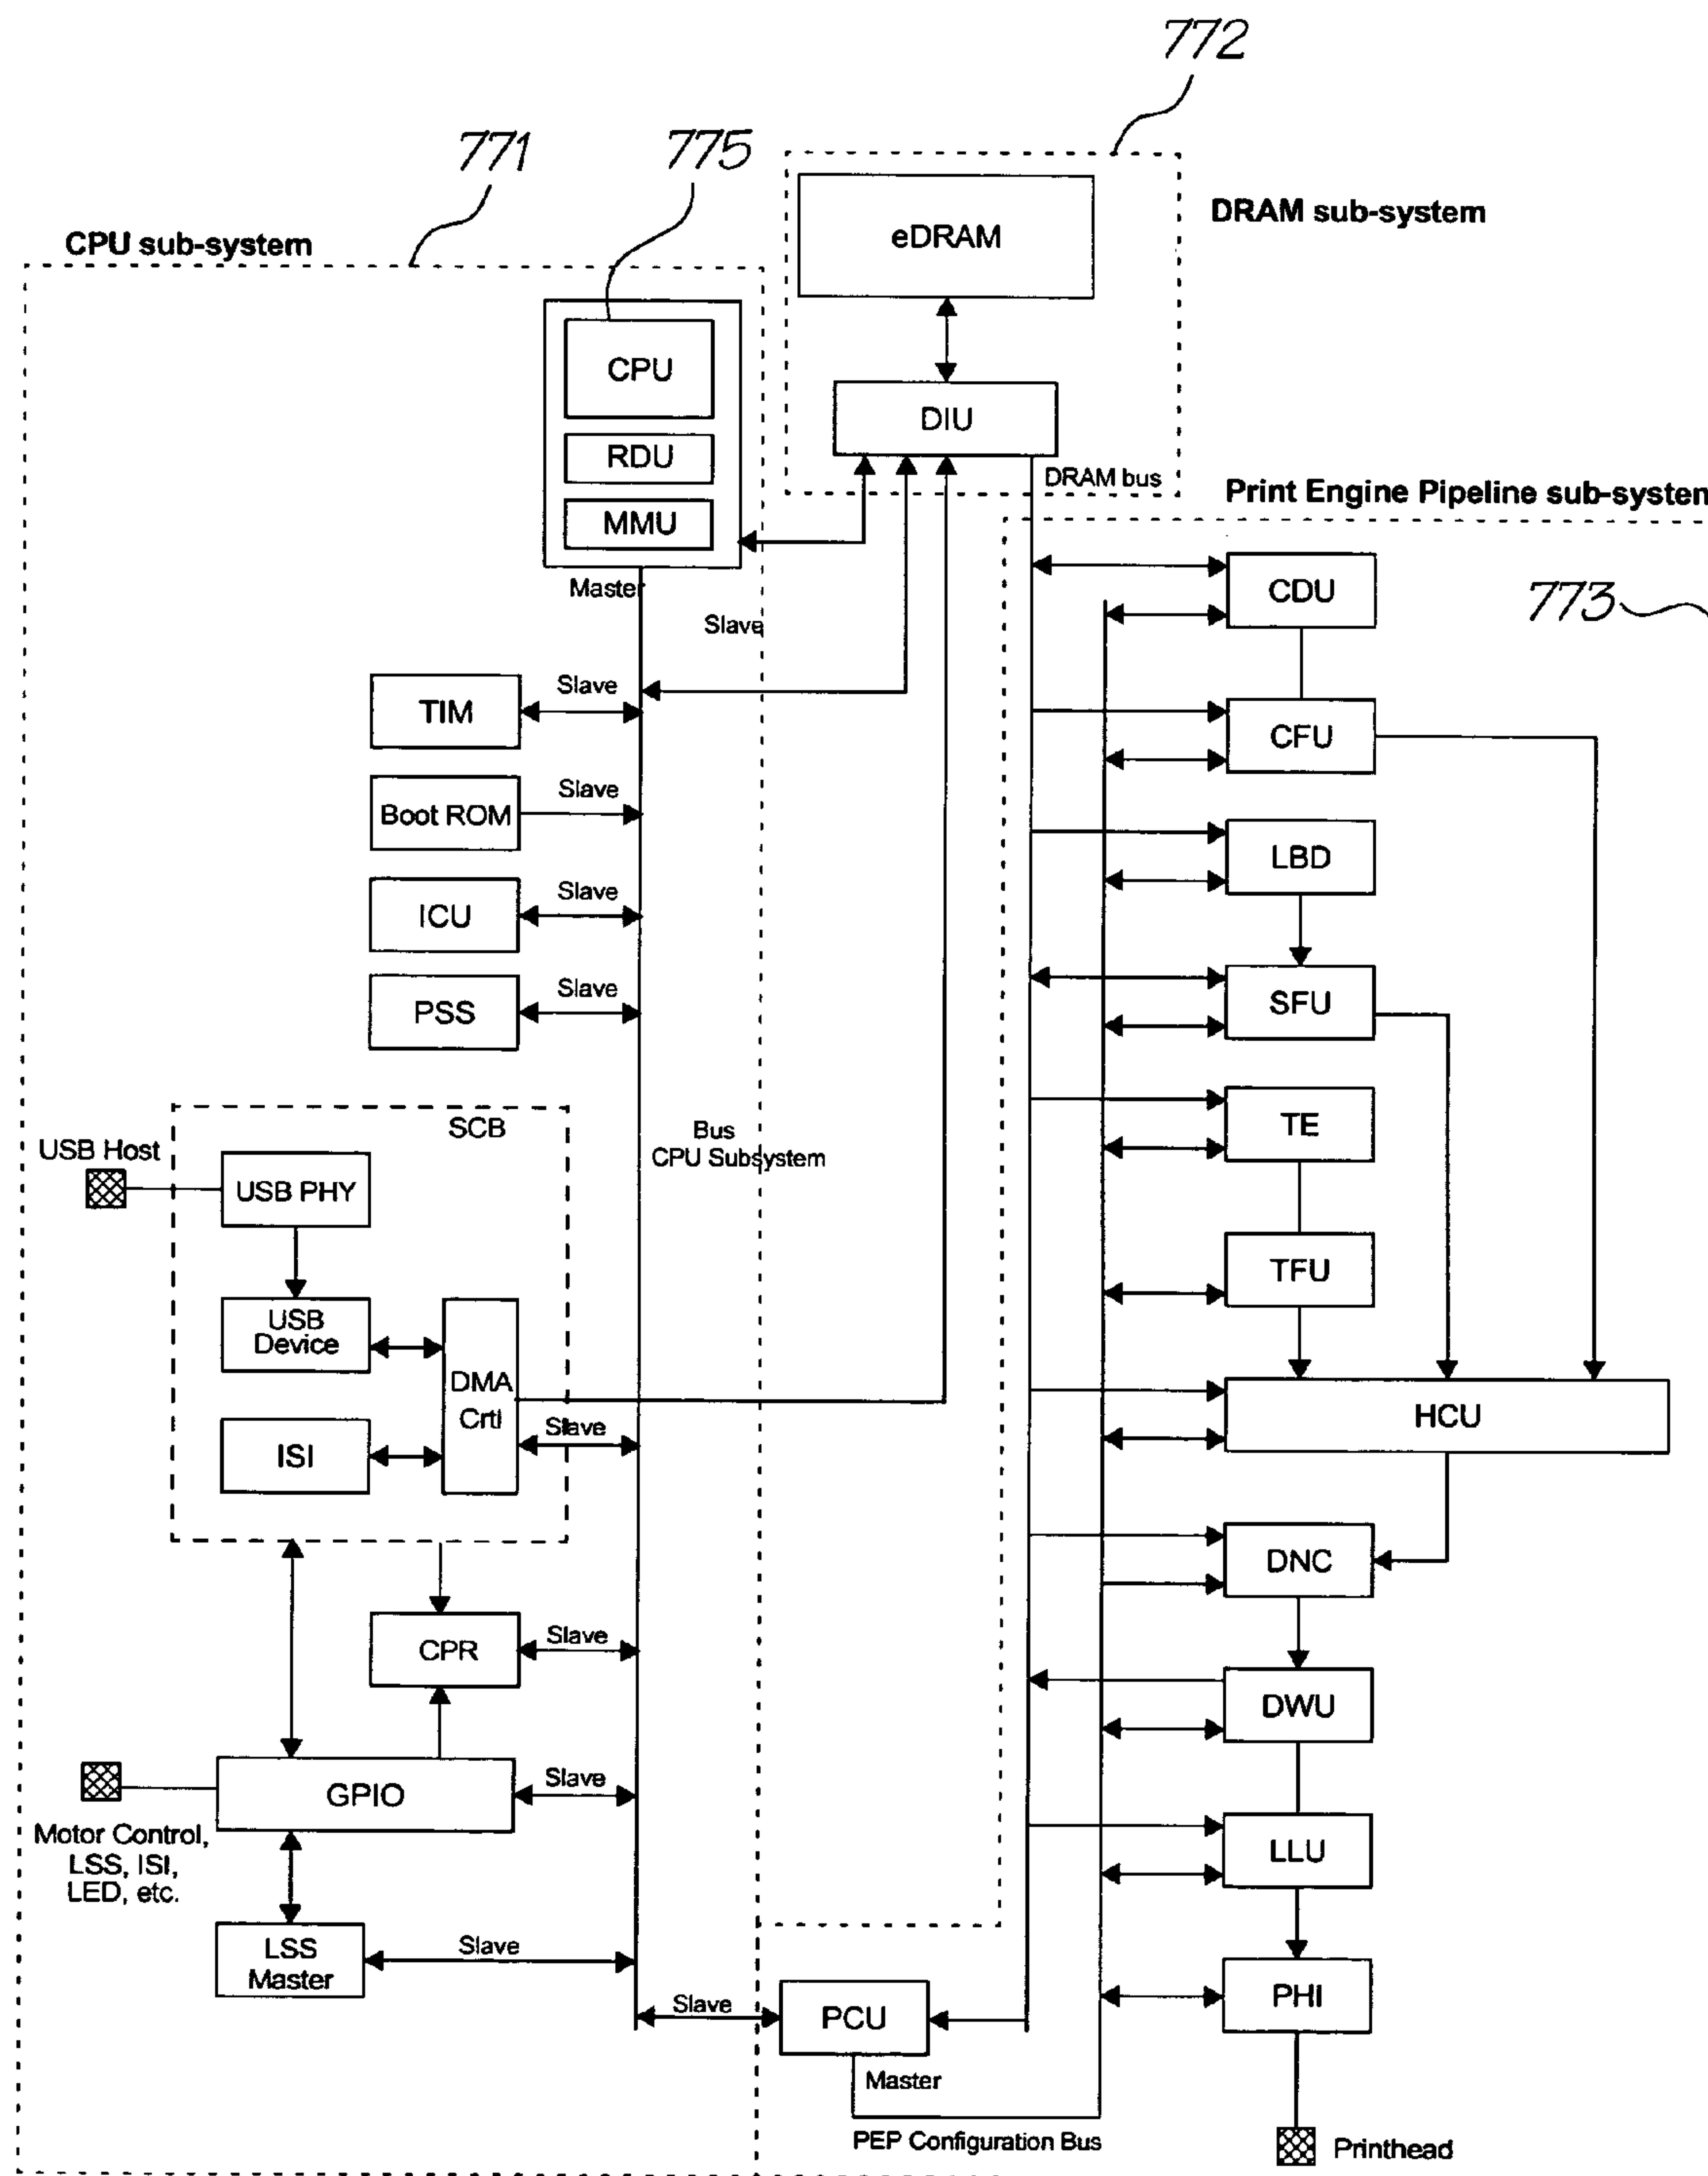 772
771
775
DRAM sub-system
CPU sub-system
eDRAM
CPU
DIU
RDU
DRAM bus
Print Engine Pipeline sub-system
MMU
Master
Slave
CDU
773
TIM
Slave
CFU
Boot ROM
Slave
LBD
ICU
Slave
PSS
Slave
SFU
SCB
TE
USB Host
Bus
CPU Subsystem
USB PHY
TFU
USB
Device
DMA
Crtl
HCU
ISI
Slave
DNC
CPR
Slave
DWU
GPIO
Slave
Motor Control,
LSS, ISI,
LED, etc.
LLU
LSS
Master
Slave
PHI
Slave
PCU
Master
PEP Configuration Bus
Printhead